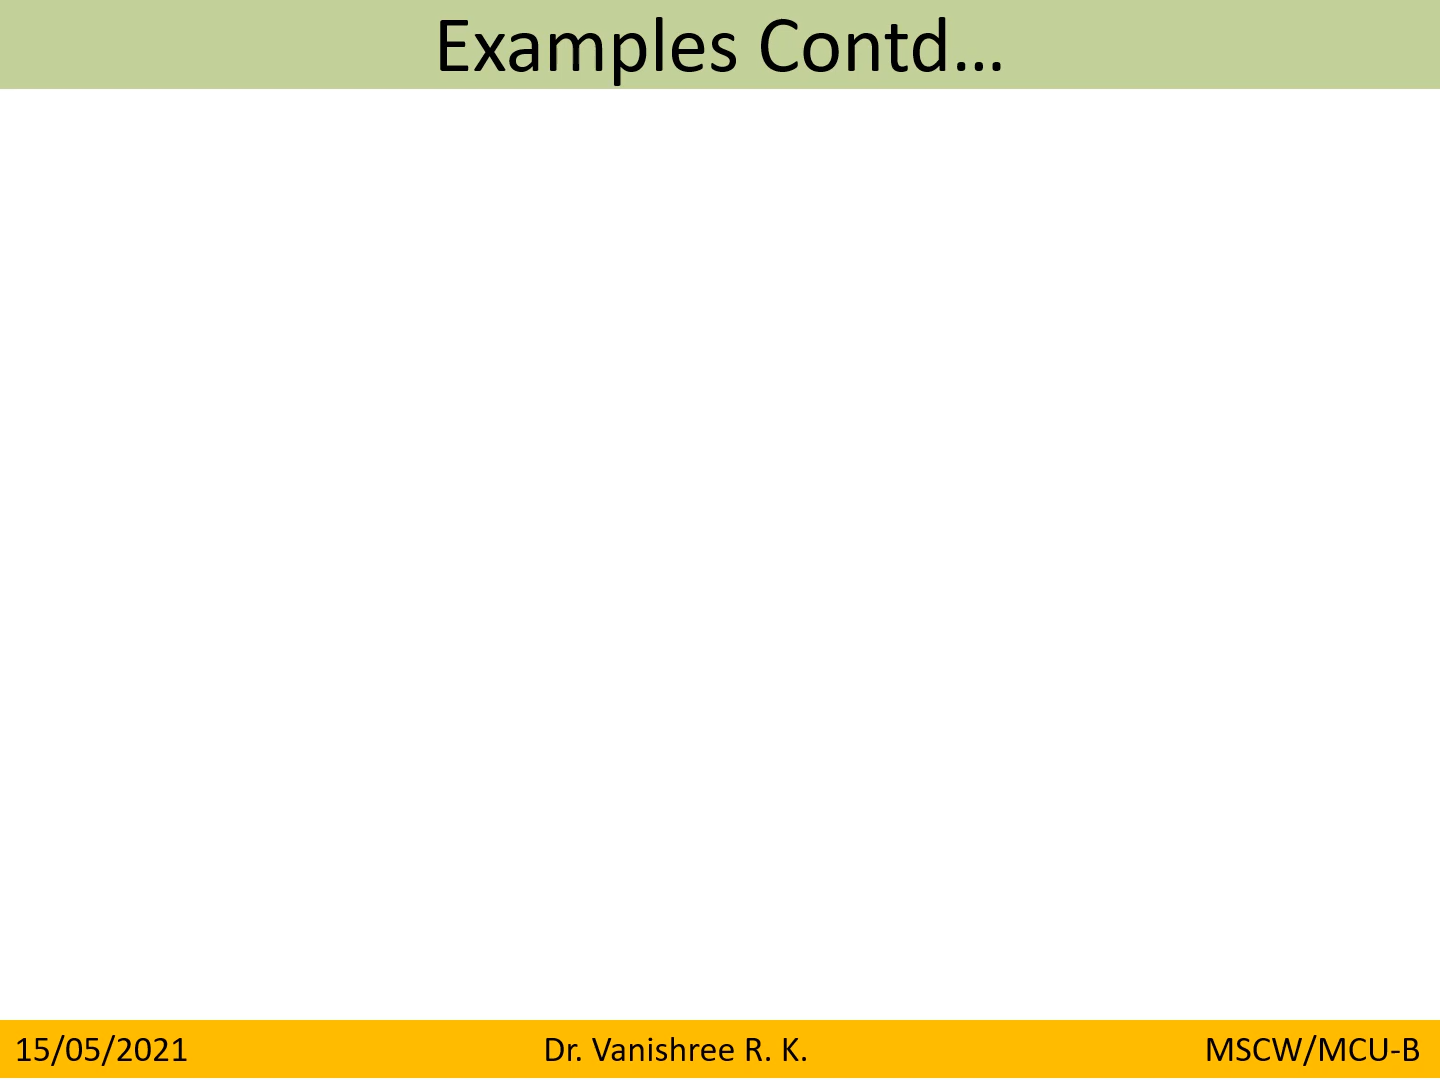 Examples Contd…
15/05/2021 Dr. Vanishree R. K. MSCW/MCU-B